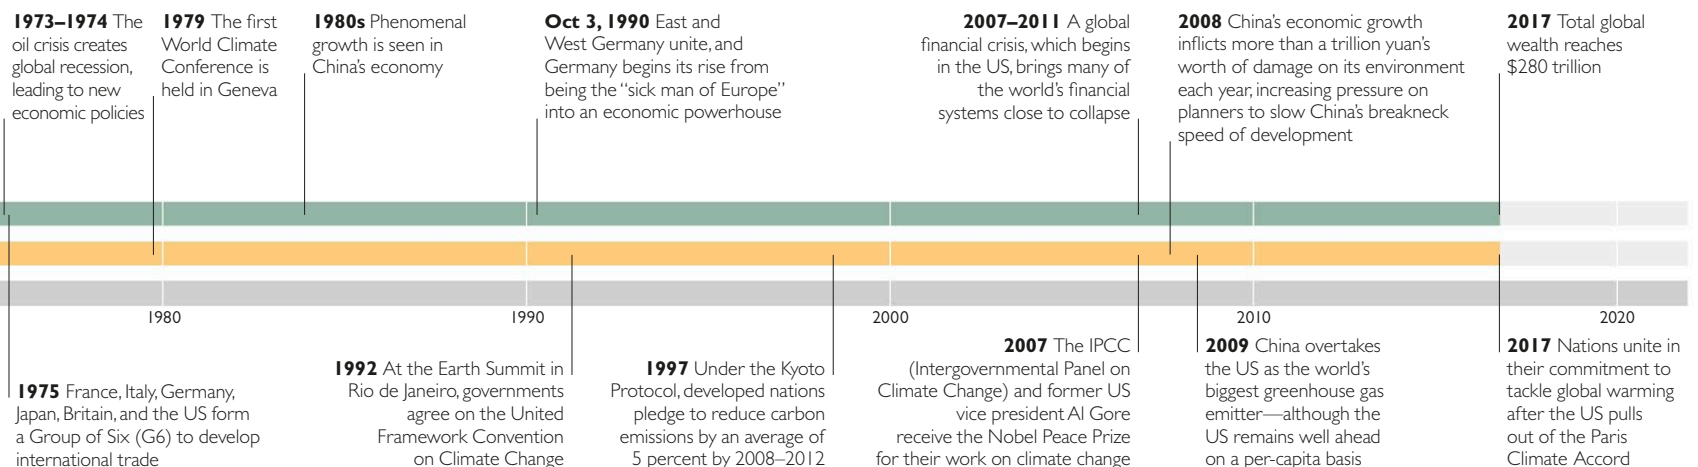 1973–1974 The
oil crisis creates
global recession,
leading to new
economic policies
1979 The first
World Climate
Conference is
held in Geneva
1980s Phenomenal
growth is seen in
China's economy
Oct 3, 1990 East and
West Germany unite, and
Germany begins its rise from
being the “sick man of Europe”
into an economic powerhouse
2007–2011 A global
financial crisis, which begins
in the US, brings many of
the world's financial
systems close to collapse
2008 China's economic growth
inflicts more than a trillion yuan's
worth of damage on its environment
each year, increasing pressure on
planners to slow China's breakneck
speed of development
2017 Total global
wealth reaches
$280 trillion
1980
1990
2000
2010
2020
1975 France, Italy, Germany,
Japan, Britain, and the US form
a Group of Six (G6) to develop
international trade
1992 At the Earth Summit in
Rio de Janeiro, governments
agree on the United
Framework Convention
on Climate Change
1997 Under the Kyoto
Protocol, developed nations
pledge to reduce carbon
emissions by an average of
5 percent by 2008–2012
2007 The IPCC
(Intergovernmental Panel on
Climate Change) and former US
vice president Al Gore
receive the Nobel Peace Prize
for their work on climate change
2009 China overtakes
the US as the world's
biggest greenhouse gas
emitter—although the
US remains well ahead
on a per-capita basis
2017 Nations unite in
their commitment to
tackle global warming
after the US pulls
out of the Paris
Climate Accord